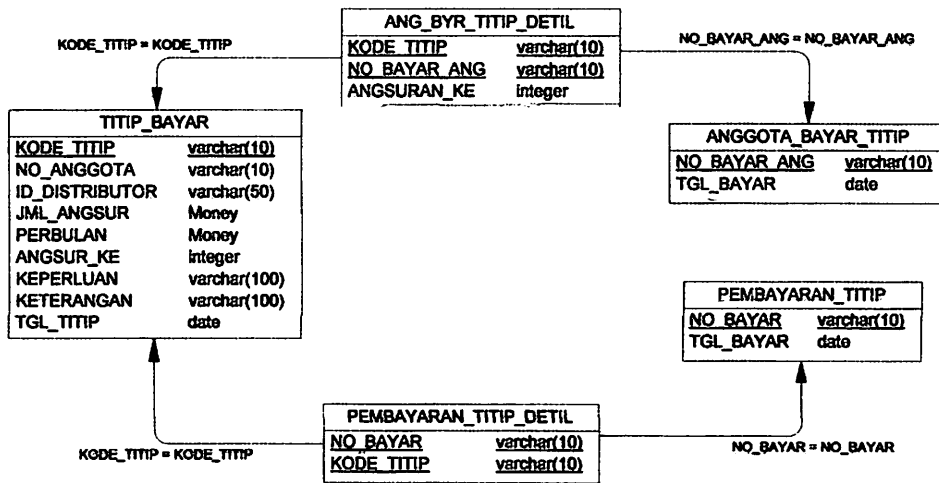 ANG_BYR_TITIP_DETIL
KODE_TITIP varchar(10)
NO_BAYAR_ANG varchar(10)
ANGSURAN_KE integer
KODE_TITIP = KODE_TITIP
NO_BAYAR_ANG = NO_BAYAR_ANG
TITIP_BAYAR
KODE_TITIP varchar(10)
NO_ANGGOTA varchar(10)
ID_DISTRIBUTOR varchar(50)
JML_ANGSUR Money
PERBULAN Money
ANGSUR_KE integer
KEPERLUAN varchar(100)
KETERANGAN varchar(100)
TGL_TITIP date
ANGGOTA_BAYAR_TITIP
NO_BAYAR_ANG varchar(10)
TGL_BAYAR date
PEMBAYARAN_TITIP
NO_BAYAR varchar(10)
TGL_BAYAR date
PEMBAYARAN_TITIP_DETIL
NO_BAYAR varchar(10)
KODE_TITIP varchar(10)
KODE_TITIP = KODE_TITIP
NO_BAYAR = NO_BAYAR